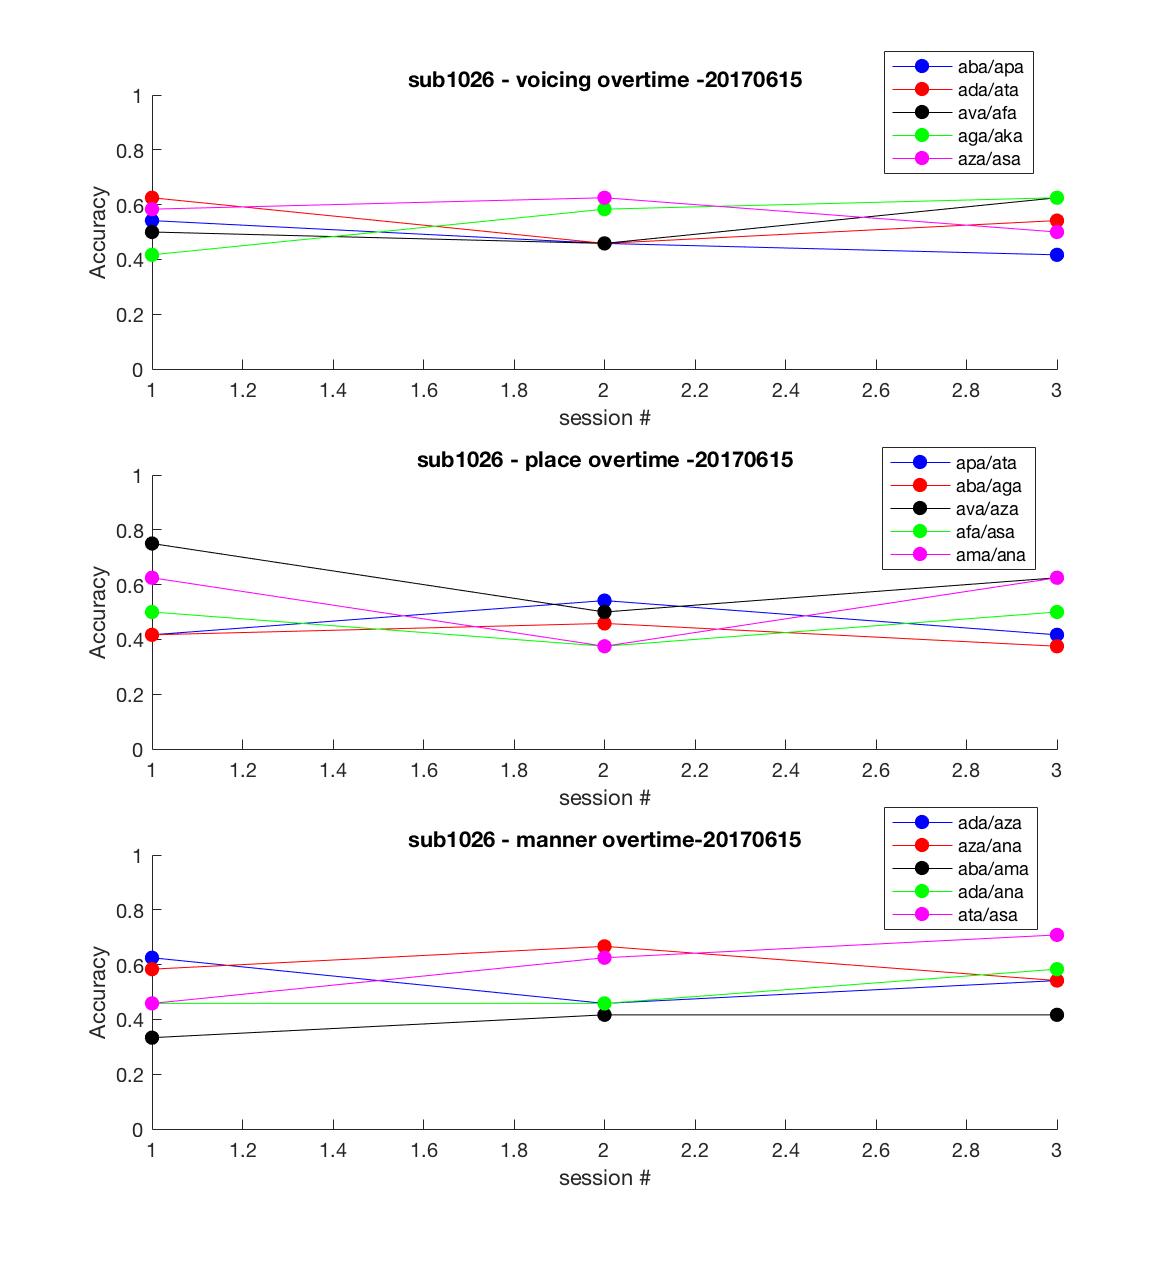 sub1026 - voicing overtime -20170615
aba/apa
ada/ata
ava/afa
aga/aka
aza/asa
1
0.8
0.6
0.4
0.2
0
Accuracy
1 1.2 1.4 1.6 1.8 2 2.2 2.4 2.6 2.8 3
session #
sub1026 - place overtime -20170615
apa/ata
aba/aga
ava/aza
afa/asa
ama/ana
1
0.8
0.6
0.4
0.2
0
Accuracy
1 1.2 1.4 1.6 1.8 2 2.2 2.4 2.6 2.8 3
session #
sub1026 - manner overtime-20170615
ada/aza
aza/ana
aba/ama
ada/ana
ata/asa
1
0.8
0.6
0.4
0.2
0
Accuracy
1 1.2 1.4 1.6 1.8 2 2.2 2.4 2.6 2.8 3
session #